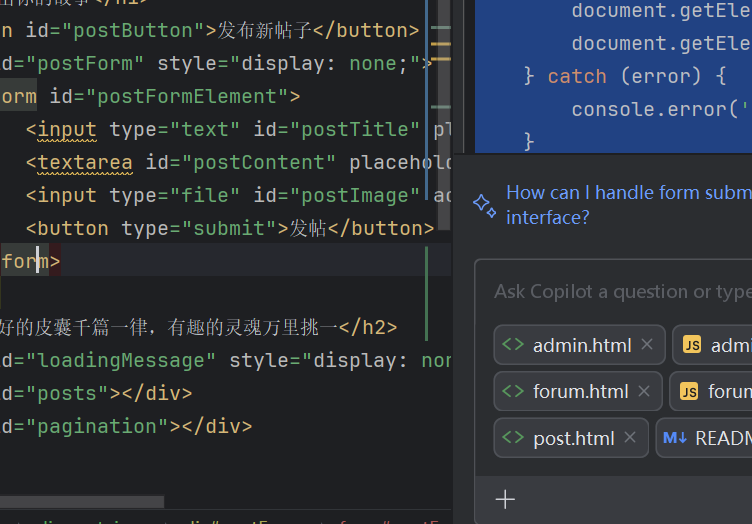 出你的故事</h1>
n id="postButton">发布新帖子</button>
d="postForm" style="display: none;">
orm id="postFormElement">
<input type="text" id="postTitle" pl
<textarea id="postContent" placehold
<input type="file" id="postImage" ac
<button type="submit">发帖</button>
form>
好的皮囊千篇一律，有趣的灵魂万里挑一</h2>
d="loadingMessage" style="display: non
d="posts"></div>
d="pagination"></div>
document.getEle
document.getEle
} catch (error) {
console.error('
}
How can I handle form subm
interface?
Ask Copilot a question or type
admin.html
JS admi
forum.html
JS forun
post.html
M↓ README